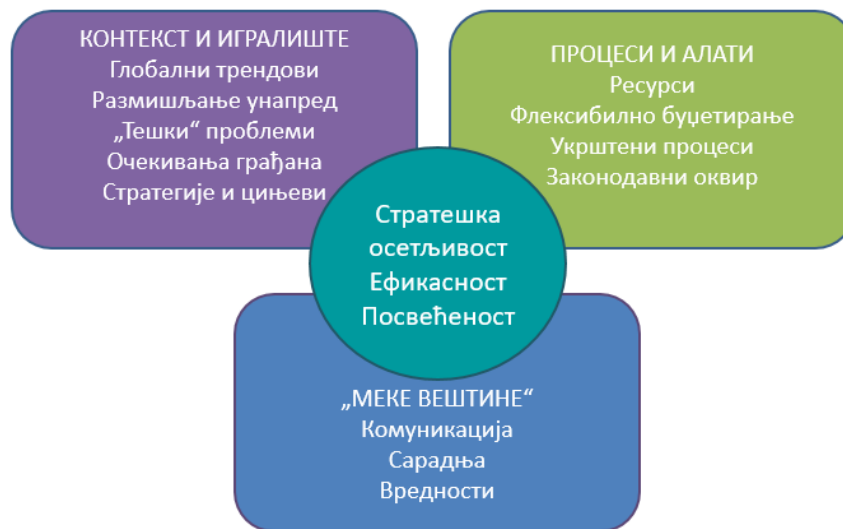 КОНТЕКСТ И ИГРАЛИШТЕ
Глобални трендови
Размишљање унапред
„Тешки“ проблеми
Очекивања грађана
Стратегије и цињеви
ПРОЦЕСИ И АЛАТИ
Ресурси
Флексибилно буџетирање
Укрштени процеси
Законодавни оквир
Стратешка
осетљивост
Ефикасност
Посвећеност
„МЕКЕ ВЕШТИНЕ“
Комуникација
Сарадња
Вредности